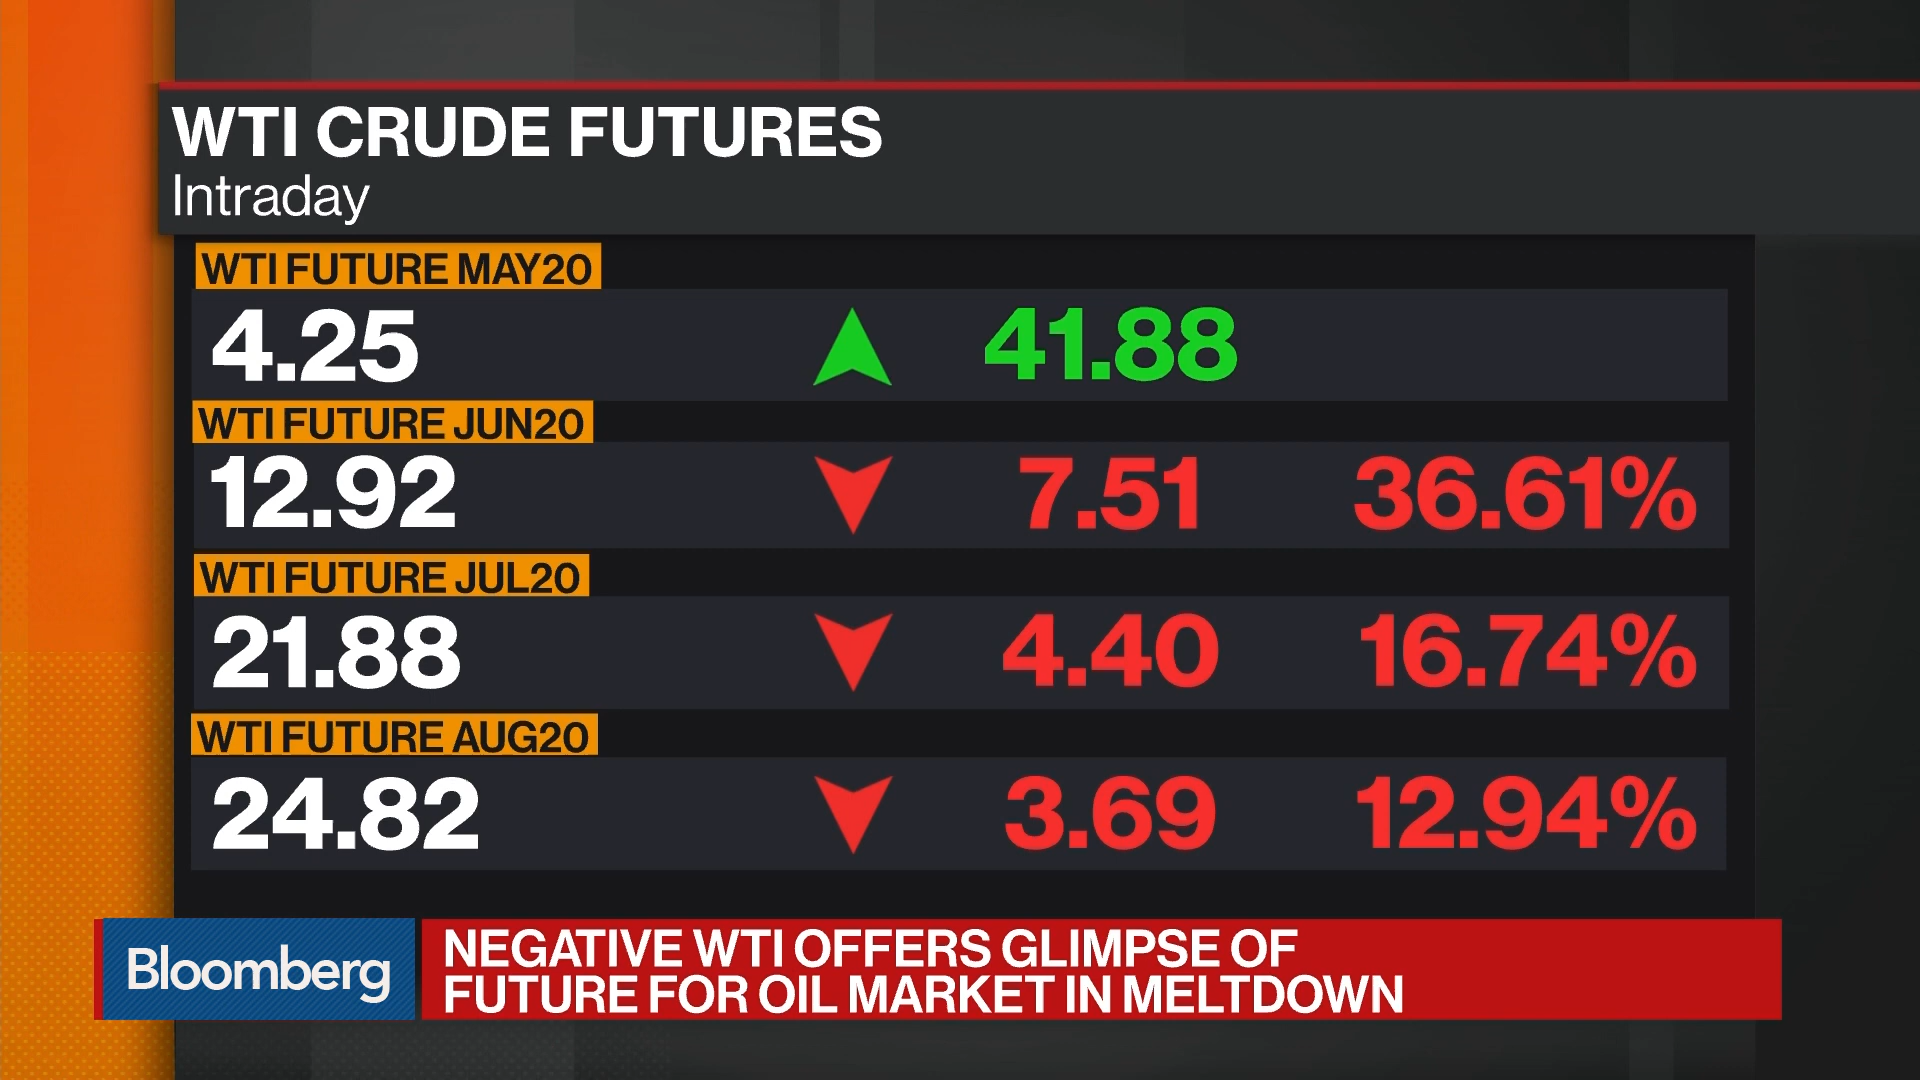 WTI CRUDE FUTURES
Intraday
WTI FUTURE MAY20
4.25 41.88
WTI FUTURE JUN20
12.92 7.51 36.61%
WTI FUTURE JUL20
21.88 4.40 16.74%
WTI FUTURE AUG20
24.82 3.69 12.94%
Bloomberg
NEGATIVE WTI OFFERS GLIMPSE OF
FUTURE FOR OIL MARKET IN MELTDOWN